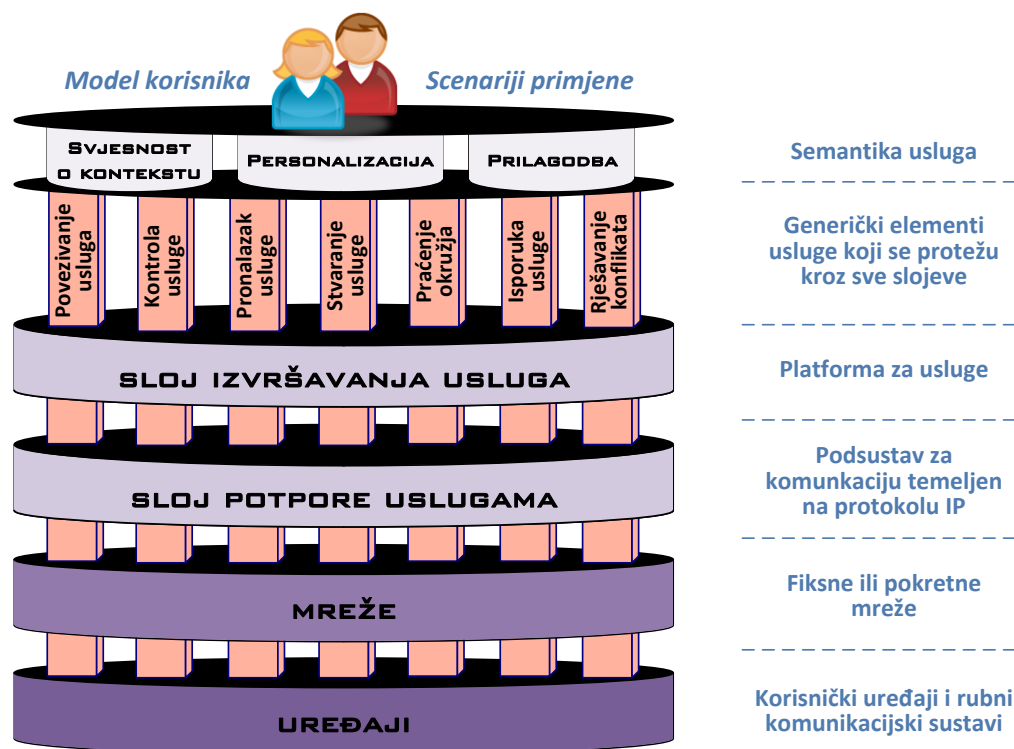 Model korisnika
Scenariji primjene
SVJESNOST
O KONTEKSTU
PERSONALIZACIJA
PRILAGODBA
Semantika usluga
Povezivanje
usluga
Kontrola
usluge
Pronalazak
usluge
Stvaranje
usluge
Praćenje
okružja
Isporuka
usluge
Rješavanje
konflikata
Generički elementi
usluge koji se protežu
kroz sve slojeve
SLOJ IZVRŠAVANJA USLUGA
Platforma za usluge
SLOJ POTPORE USLUGAMA
Podsustav za
komunkaciju temeljen
na protokolu IP
MREŽE
Fiksne ili pokretne
mreže
UREĐAJI
Korisnički uređaji i rubni
komunikacijski sustavi